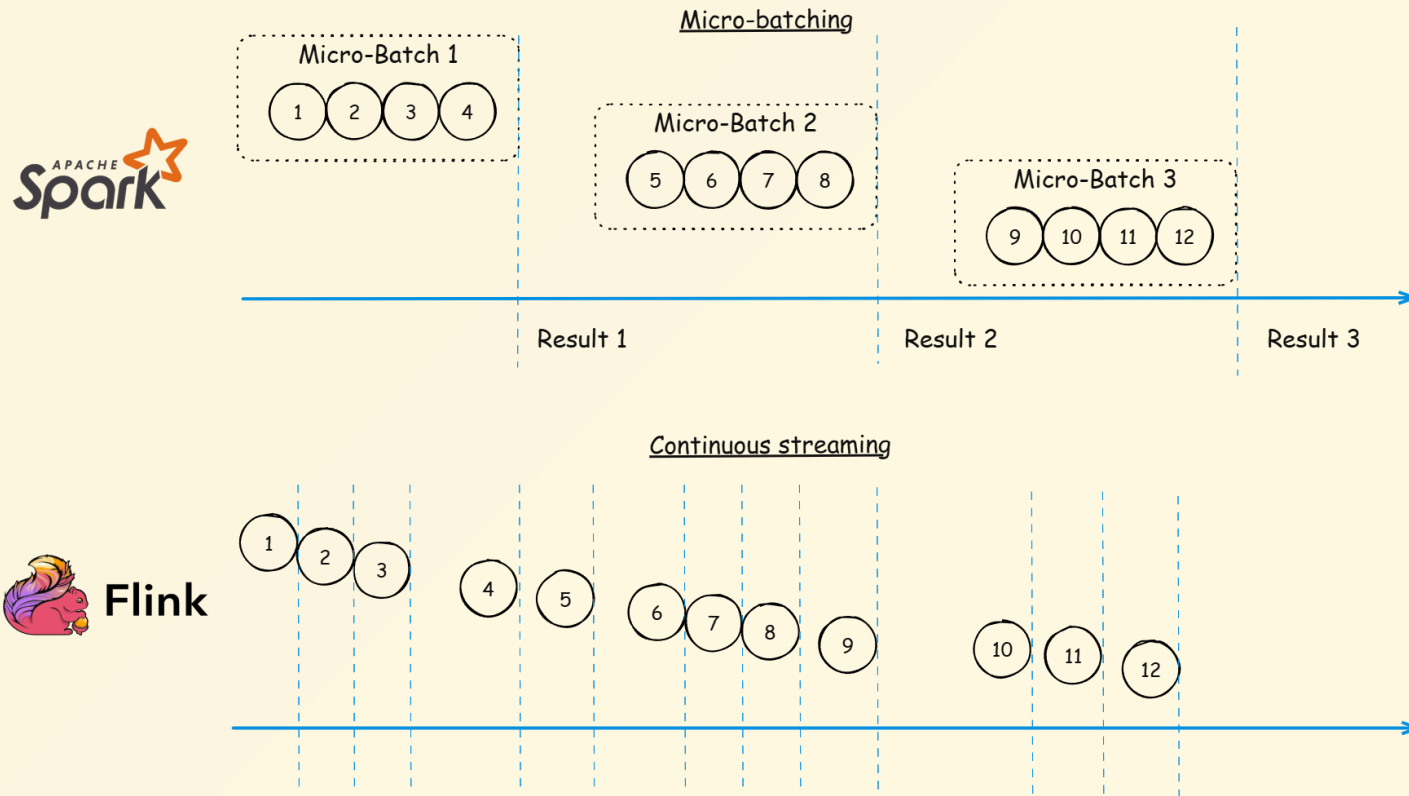 Micro-batching
Micro-Batch 1
1 2 3 4
Micro-Batch 2
5 6 7 8
Micro-Batch 3
9 10 11 12
APACHE
Spark
Result 1 Result 2 Result 3
Continuous streaming
1 2 3 4 5 6 7 8 9 10 11 12
Flink